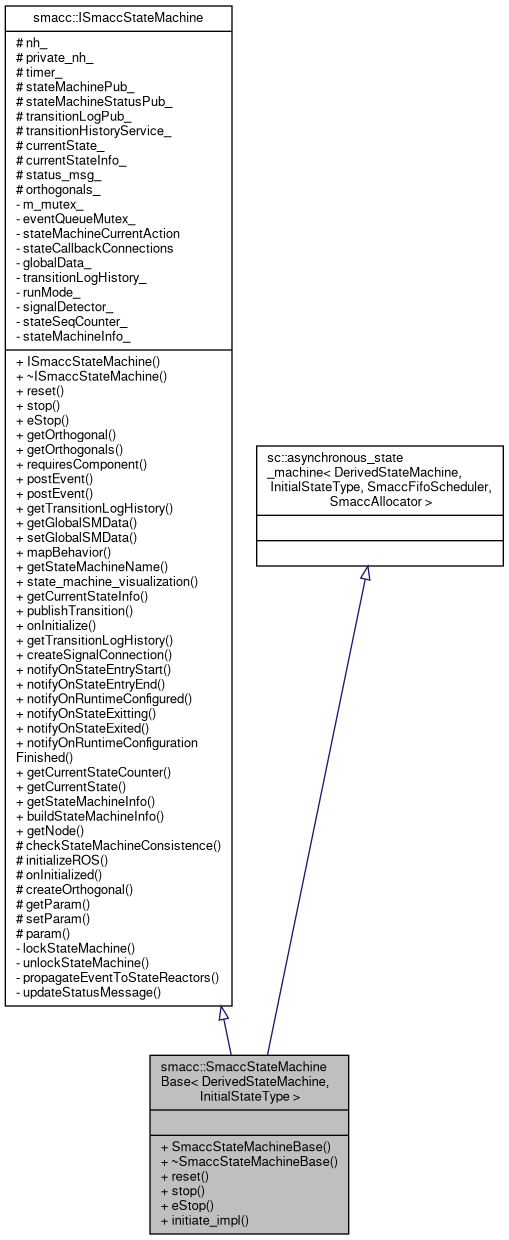 smacc::ISmaccStateMachine
# nh_
# private_nh_
# timer_
# stateMachinePub_
# stateMachineStatusPub_
# transitionLogPub_
# transitionHistoryService_
# currentState_
# currentStateInfo_
# status_msg_
# orthogonals_
- m_mutex_
- eventQueueMutex_
- stateMachineCurrentAction
- stateCallbackConnections
- globalData_
- transitionLogHistory_
- runMode_
- signalDetector_
- stateSeqCounter_
- stateMachineInfo_
+ ISmaccStateMachine()
+ ~ISmaccStateMachine()
+ reset()
+ stop()
+ eStop()
+ getOrthogonal()
+ getOrthogonals()
+ requiresComponent()
+ postEvent()
+ postEvent()
+ getTransitionLogHistory()
+ getGlobalSMData()
+ setGlobalSMData()
+ mapBehavior()
+ getStateMachineName()
+ state_machine_visualization()
+ getCurrentStateInfo()
+ publishTransition()
+ onInitialize()
+ getTransitionLogHistory()
+ createSignalConnection()
+ notifyOnStateEntryStart()
+ notifyOnStateEntryEnd()
+ notifyOnRuntimeConfigured()
+ notifyOnStateExitting()
+ notifyOnStateExited()
+ notifyOnRuntimeConfiguration
Finished()
+ getCurrentStateCounter()
+ getCurrentState()
+ getStateMachineInfo()
+ buildStateMachineInfo()
+ getNode()
# checkStateMachineConsistence()
# initializeROS()
# onInitialized()
# createOrthogonal()
# getParam()
# setParam()
# param()
- lockStateMachine()
- unlockStateMachine()
- propagateEventToStateReactors()
- updateStatusMessage()
sc::asynchronous_state
_machine< DerivedStateMachine,
InitialStateType, SmaccFifoScheduler,
SmaccAllocator >
smacc::SmaccStateMachine
Base< DerivedStateMachine,
InitialStateType >
+ SmaccStateMachineBase()
+ ~SmaccStateMachineBase()
+ reset()
+ stop()
+ eStop()
+ initiate_impl()